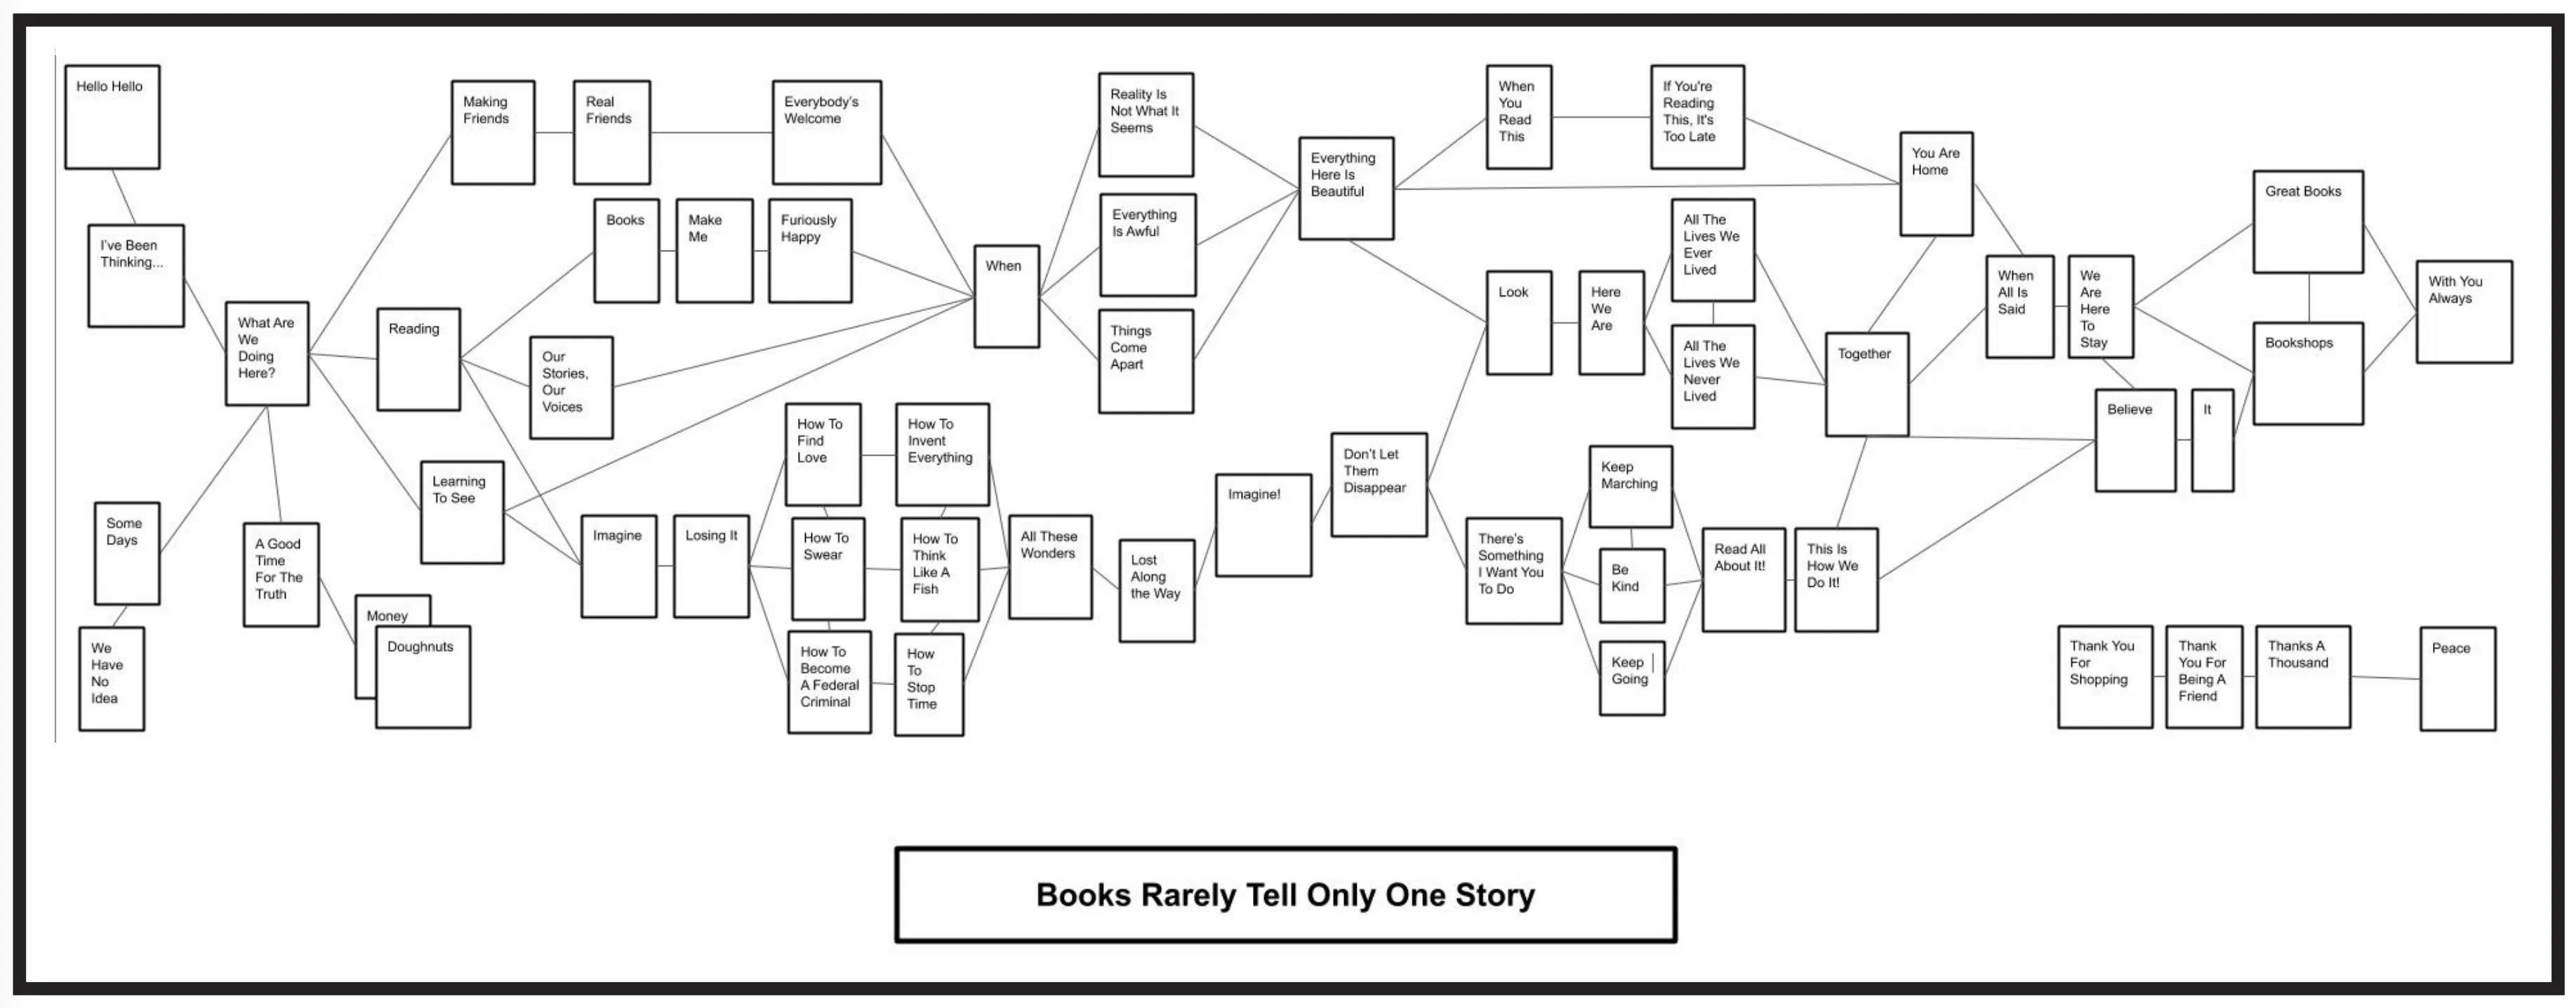 Hello Hello
I've Been
Thinking...
What Are
We
Doing
Here?
Some
Days
We
Have
No
Idea
A Good
Time
For The
Truth
Money
Doughnuts
Making
Friends
Real
Friends
Everybody's
Welcome
Reading
Books
Make
Me
Furiously
Happy
Our
Stories,
Our
Voices
Learning
To See
When
Reality Is
Not What It
Seems
Everything
Is Awful
Things
Come
Apart
Everything
Here Is
Beautiful
Imagine
Losing It
How To
Find
Love
How To
Invent
Everything
How To
Swear
How To
Think
Like A
Fish
How To
Become
A Federal
Criminal
How
To
Stop
Time
All These
Wonders
Lost
Along
the Way
Imagine!
Don't Let
Them
Disappear
When
You
Read
This
If You're
Reading
This, It's
Too Late
You Are
Home
Look
Here
We
Are
All The
Lives We
Ever
Lived
All The
Lives We
Never
Lived
Together
There's
Something
I Want You
To Do
Keep
Marching
Be
Kind
Keep
Going
Read All
About It!
This Is
How We
Do It!
When
All Is
Said
We
Are
Here
To
Stay
Believe
It
Great Books
Bookshops
With You
Always
Thank You
For
Shopping
Thank
You For
Being A
Friend
Thanks A
Thousand
Peace
Books Rarely Tell Only One Story